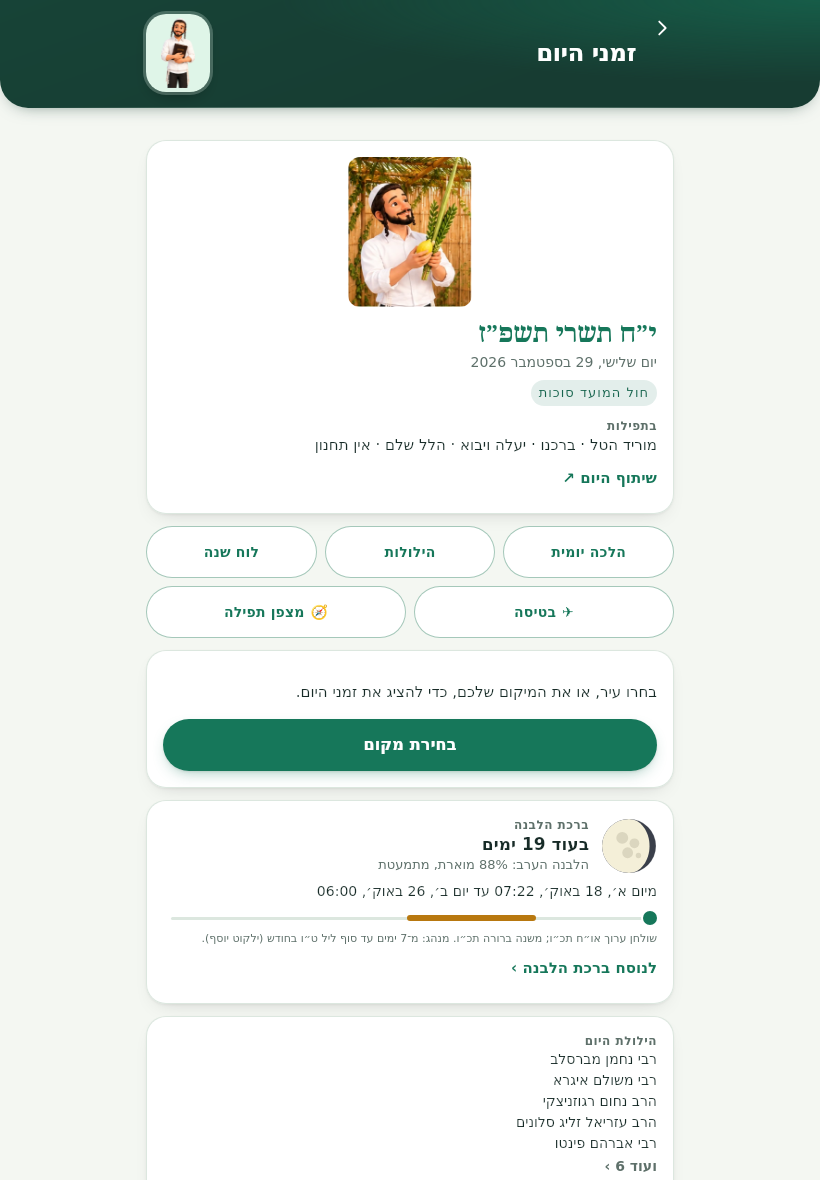 זמני היום
י״ח תשרי תשפ״ז
יום שלישי, 29 בספטמבר 2026
חול המועד סוכות
בתפילות
מוריד הטל · ברכנו · יעלה ויבוא · הלל שלם · אין תחנון
שיתוף היום ↗
הלכה יומית
הילולות
לוח שנה
✈ בטיסה
🧭 מצפן תפילה
בחרו עיר, או את המיקום שלכם, כדי להציג את זמני היום.
בחירת מקום
ברכת הלבנה
בעוד 19 ימים
הלבנה הערב: 88% מוארת, מתמעטת
מיום א׳, 18 באוק׳, 07:22 עד יום ב׳, 26 באוק׳, 06:00
שולחן ערוך או״ח תכ״ו; משנה ברורה תכ״ו. מנהג: מ־7 ימים עד סוף ליל ט״ו בחודש (ילקוט יוסף).
לנוסח ברכת הלבנה ›
הילולת היום
רבי נחמן מברסלב
רבי משולם איגרא
הרב נחום רגוזניצקי
הרב עזריאל זליג סלונים
רבי אברהם פינטו
ועוד 6 ›